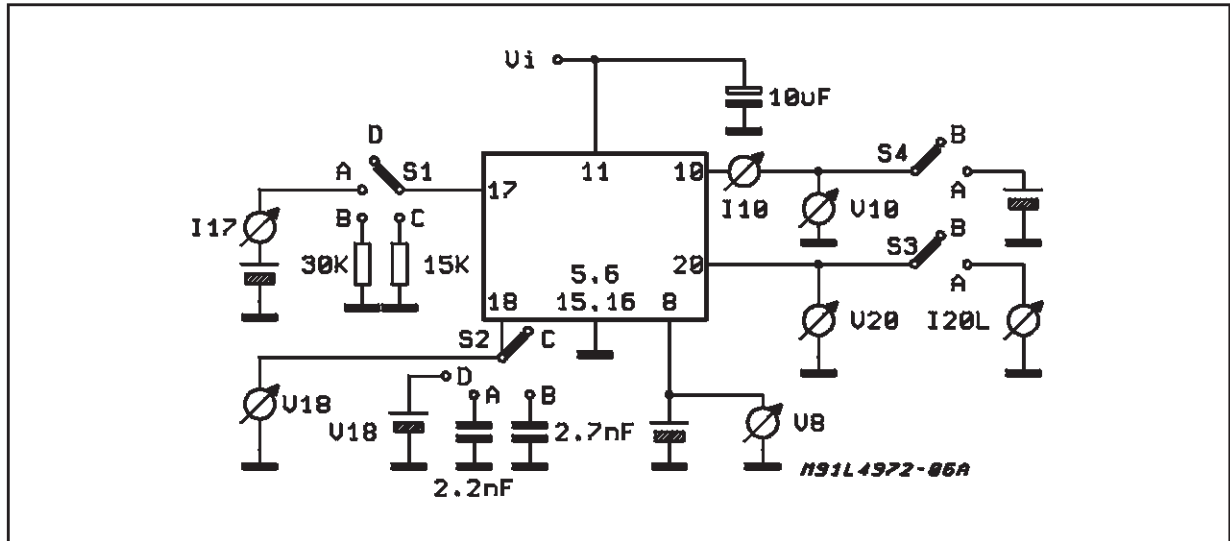 Vi
10uF
D
A
S1
B
C
I17
30K
15K
17
11
10
20
5.6
15.16
18
8
I10
V10
S4
B
A
S3
B
A
V20
I20L
S2
C
V18
D
A
B
V18
2.7nF
2.2nF
V8
M91L4972-06A